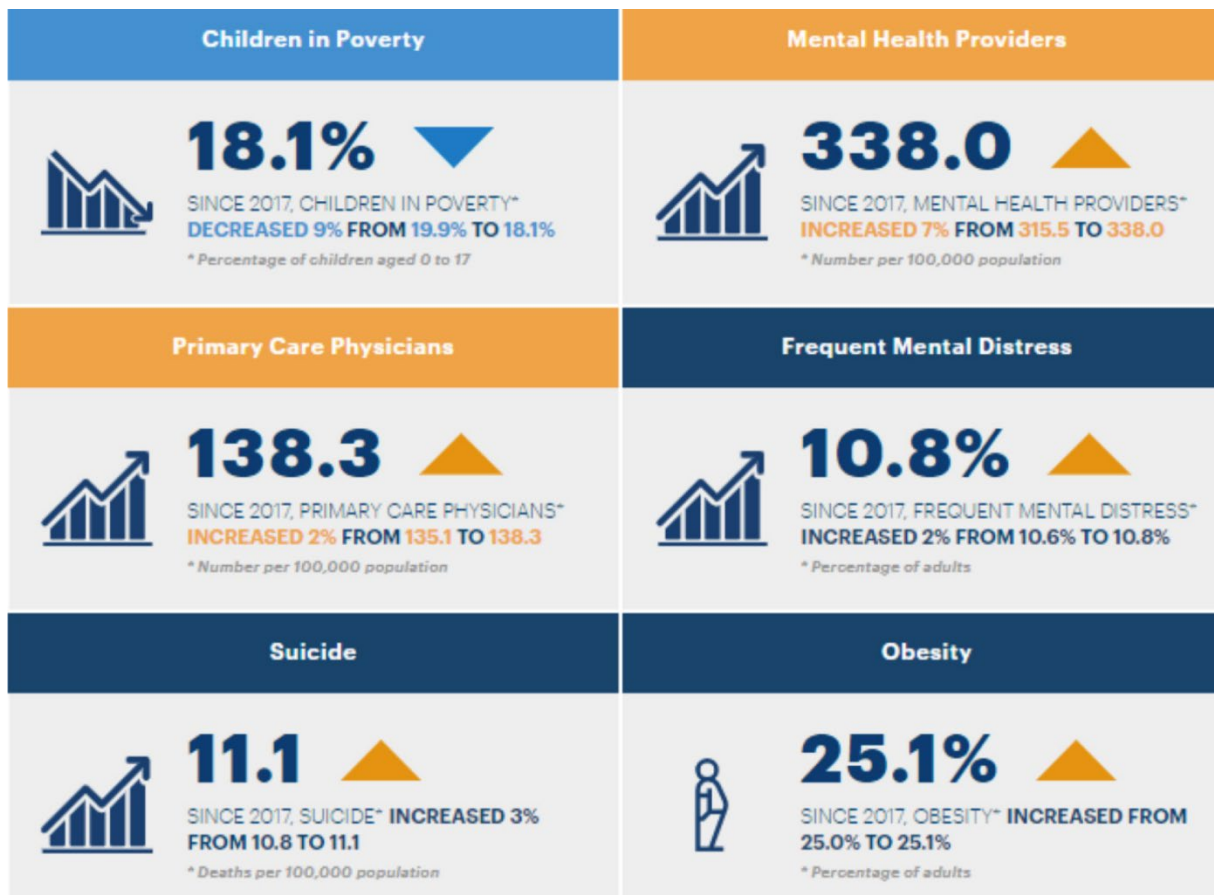 Children in Poverty
18.1%
SINCE 2017, CHILDREN IN POVERTY*
DECREASED 9% FROM 19.9% TO 18.1%
* Percentage of children aged 0 to 17
Mental Health Providers
338.0
SINCE 2017, MENTAL HEALTH PROVIDERS*
INCREASED 7% FROM 315.5 TO 338.0
* Number per 100,000 population
Primary Care Physicians
138.3
SINCE 2017, PRIMARY CARE PHYSICIANS*
INCREASED 2% FROM 135.1 TO 138.3
* Number per 100,000 population
Frequent Mental Distress
10.8%
SINCE 2017, FREQUENT MENTAL DISTRESS*
INCREASED 2% FROM 10.6% TO 10.8%
* Percentage of adults
Suicide
11.1
SINCE 2017, SUICIDE* INCREASED 3%
FROM 10.8 TO 11.1
* Deaths per 100,000 population
Obesity
25.1%
SINCE 2017, OBESITY* INCREASED FROM
25.0% TO 25.1%
* Percentage of adults